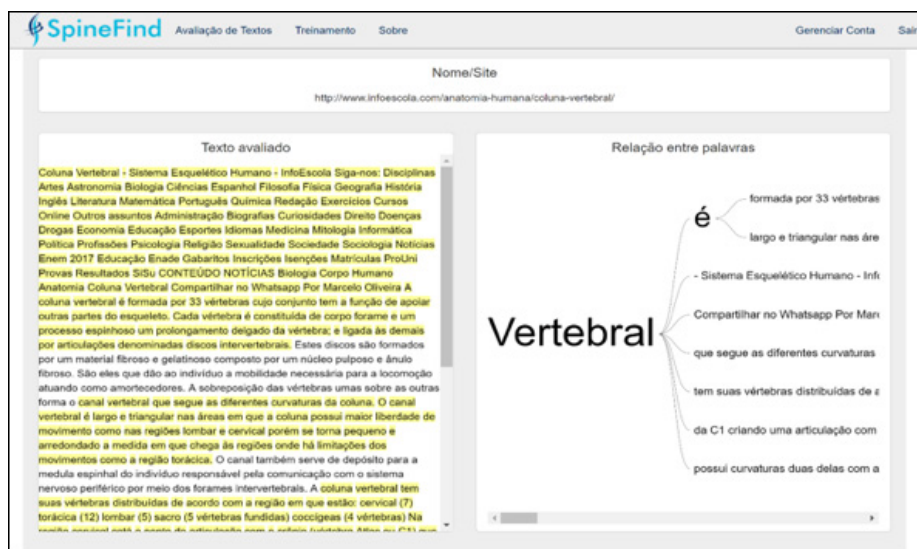 SpineFind Avaliação de Textos Treinamento Sobre Gerenciar Conta Sair
Nome/Site
http://www.infoescola.com/anatomia-humana/coluna-vertebral/
Texto avaliado
Coluna Vertebral - Sistema Esquelético Humano - InfoEscola Siga-nos: Disciplinas
Artes Astronomia Biologia Ciências Espanhol Filosofia Física Geografia História
Inglês Literatura Matemática Português Química Redação Exercícios Cursos
Online Outros assuntos Administração Biografias Curiosidades Direito Doenças
Drogas Economia Educação Esportes Idiomas Medicina Mitologia Informática
Política Profissões Psicologia Religião Sexualidade Sociedade Sociologia Notícias
Enem 2017 Educação Enade Gabaritos Inscrições Isenções Matrículas ProUni
Provas Resultados SiSu CONTEÚDO NOTÍCIAS Biologia Corpo Humano
Anatomia Coluna Vertebral Compartilhar no Whatsapp Por Marcelo Oliveira A
coluna vertebral é formada por 33 vértebras cujo conjunto tem a função de apoiar
outras partes do esqueleto. Cada vértebra é constituída de corpo forame e um
processo espinhoso um prolongamento delgado da vértebra; e ligada às demais
por articulações denominadas discos intervertebrais. Estes discos são formados
por um material fibroso e gelatinoso composto por um núcleo pulposo e ânulo
fibroso. São eles que dão ao indivíduo a mobilidade necessária para a locomoção
atuando como amortecedores. A sobreposição das vértebras umas sobre as outras
forma o canal vertebral que segue as diferentes curvaturas da coluna. O canal
vertebral é largo e triangular nas áreas em que a coluna possui maior liberdade de
movimento como nas regiões lombar e cervical porém se torna pequeno e
arredondado a medida em que chega às regiões onde há limitações dos
movimentos como a região torácica. O canal também serve de depósito para a
medula espinhal do indivíduo responsável pela comunicação com o sistema
nervoso periférico por meio dos forames intervertebrais. A coluna vertebral tem
suas vértebras distribuídas de acordo com a região em que estão: cervical (7)
torácica (12) lombar (5) sacro (5 vértebras fundidas) coccígeas (4 vértebras) Na
Relação entre palavras
Vertebral
é
formada por 33 vértebras
largo e triangular nas áre
- Sistema Esquelético Humano - Info
Compartilhar no Whatsapp Por Marc
que segue as diferentes curvaturas
tem suas vértebras distribuídas de a
da C1 criando uma articulação com
possui curvaturas duas delas com a